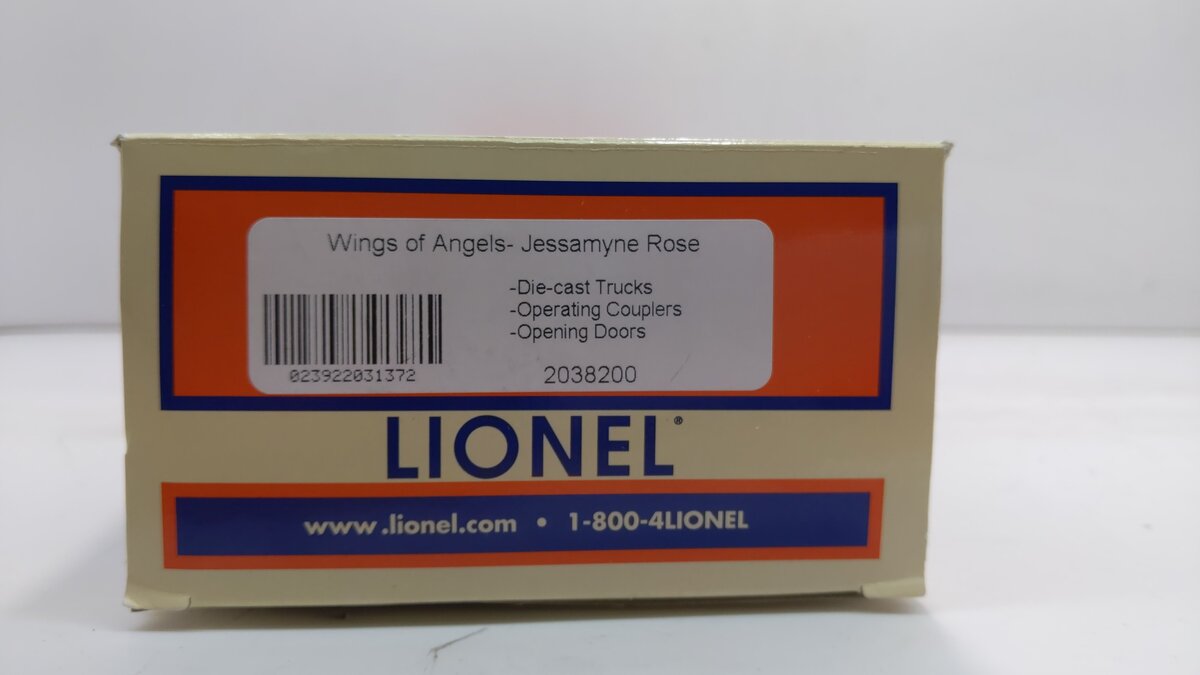 Wings of Angels- Jessamyne Rose
-Die-cast Trucks
-Operating Couplers
-Opening Doors
023922031372
2038200
LIONEL®
www.lionel.com • 1-800-4LIONEL